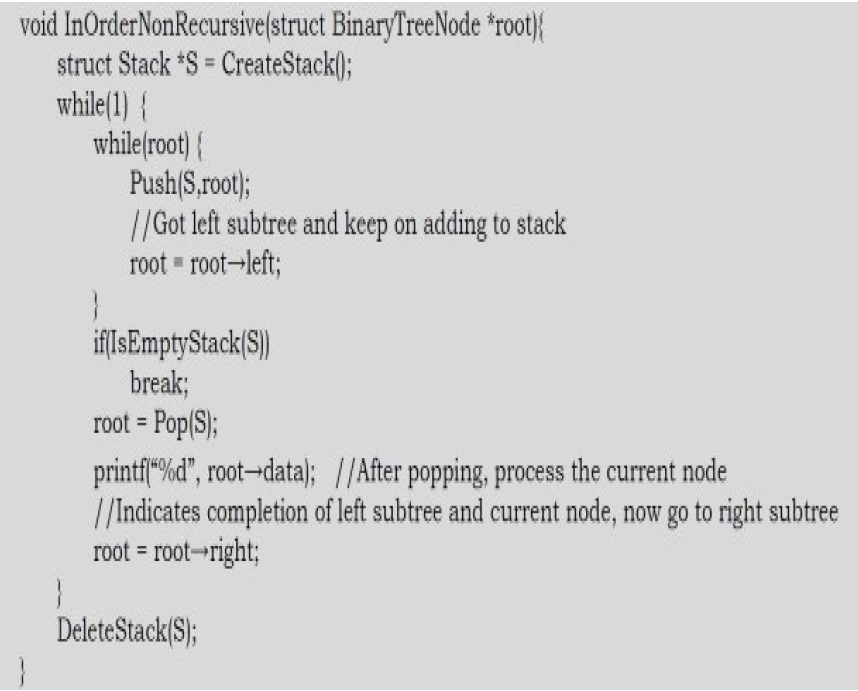 void InOrderNonRecursive(struct BinaryTreeNode *root){
struct Stack *S = CreateStack();
while(1) {
while(root) {
Push(S,root);
//Got left subtree and keep on adding to stack
root = root→left;
}
if(IsEmptyStack(S))
break;
root = Pop(S);
printf(“%d”, root→data); //After popping, process the current node
//Indicates completion of left subtree and current node, now go to right subtree
root = root→right;
}
DeleteStack(S);
}